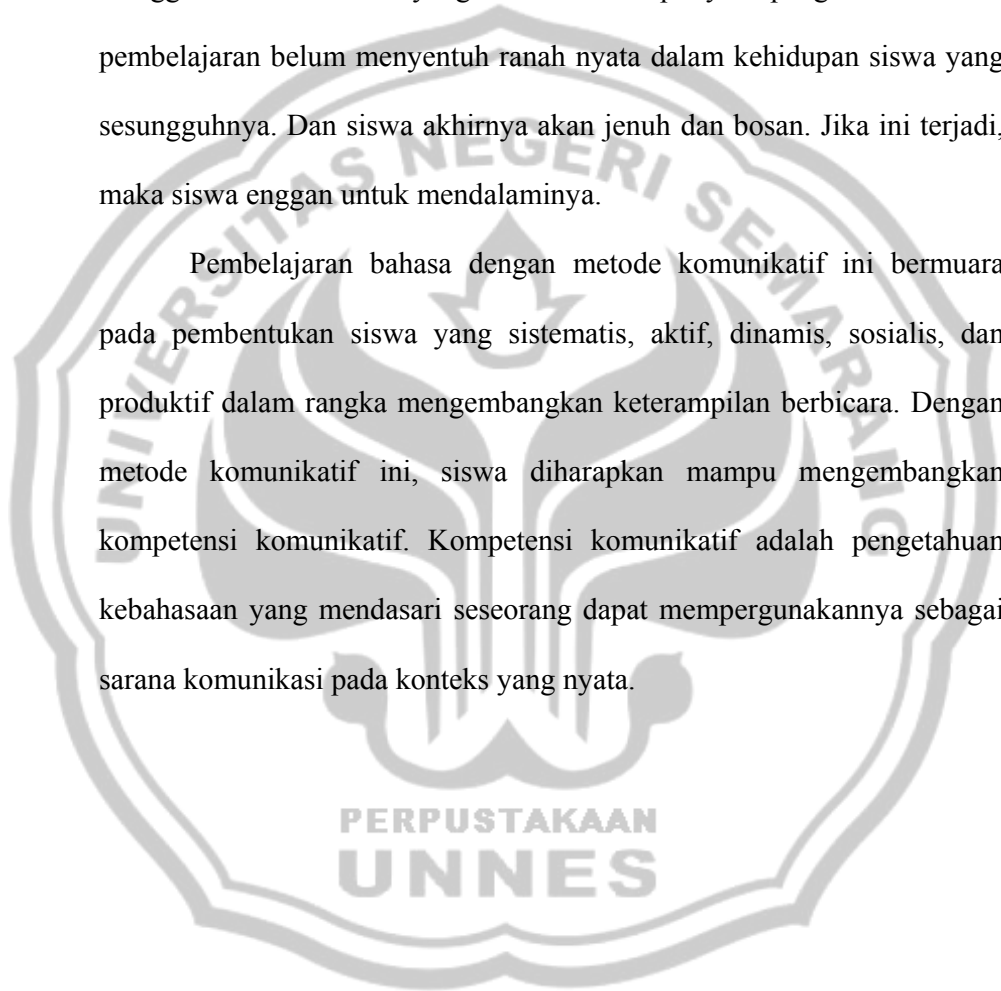 pembelajaran belum menyentuh ranah nyata dalam kehidupan siswa yang
sesungguhnya. Dan siswa akhirnya akan jenuh dan bosan. Jika ini terjadi,
maka siswa enggan untuk mendalaminya.
Pembelajaran bahasa dengan metode komunikatif ini bermuara
pada pembentukan siswa yang sistematis, aktif, dinamis, sosialis, dan
produktif dalam rangka mengembangkan keterampilan berbicara. Dengan
metode komunikatif ini, siswa diharapkan mampu mengembangkan
kompetensi komunikatif. Kompetensi komunikatif adalah pengetahuan
kebahasaan yang mendasari seseorang dapat mempergunakannya sebagai
sarana komunikasi pada konteks yang nyata.
UNIVERSITAS NEGERI SEMARANG
PERPUSTAKAAN
UNNES